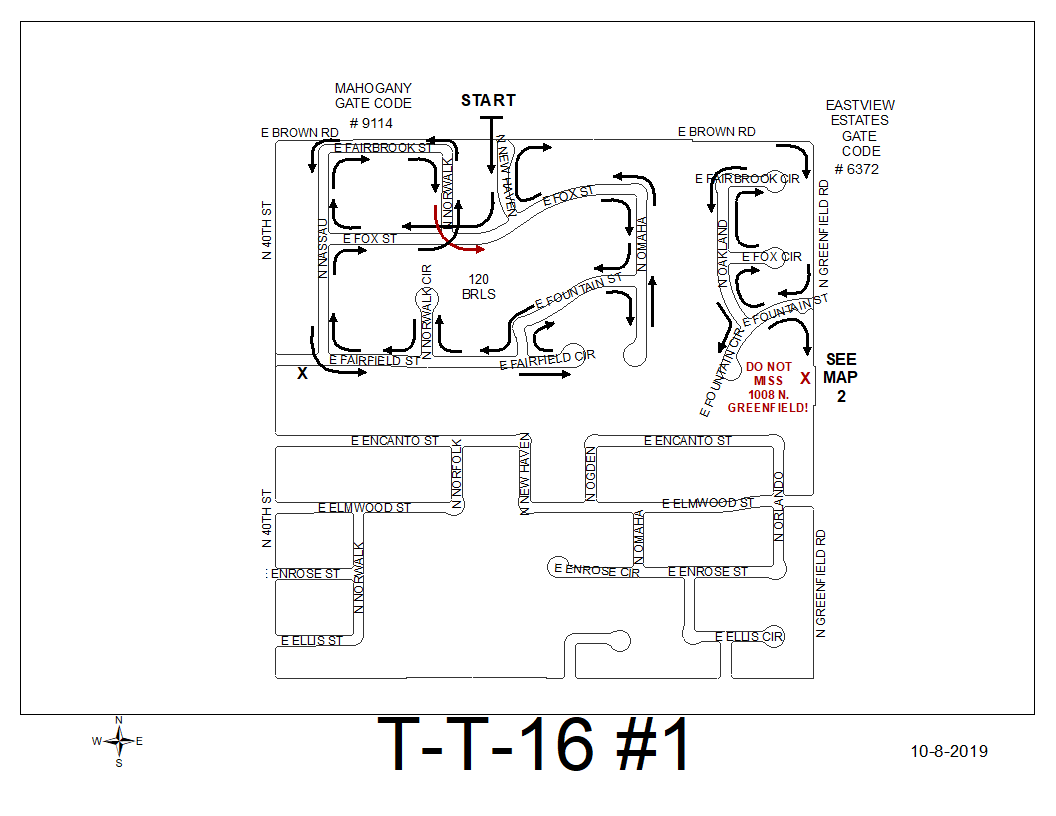 MAHOGANY
GATE CODE
# 9114
START
EASTVIEW
ESTATES
GATE
CODE
# 6372
E BROWN RD
E BROWN RD
E FAIRBROOK ST
N NORWALK
N NEW HAVEN
E FAIRBROOK CIR
N 40TH ST
N NASSAU
E FOX ST
E FOX ST
N OMAHA
N OAKLAND
E FOX CIR
N GREENFIELD RD
120
BRLS
N NORWALK CIR
E FOUNTAIN ST
E FOUNTAIN ST
E FAIRFIELD ST
E FAIRFIELD CIR
E FOUNTAIN CIR
X
DO NOT
MISS
1008 N.
GREENFIELD!
X
SEE
MAP
2
E ENCANTO ST
E ENCANTO ST
N NORFOLK
N NEW HAVEN
N OGDEN
N ORLANDO
N 40TH ST
E ELMWOOD ST
E ELMWOOD ST
N OMAHA
N NORWALK
E ENROSE ST
E ENROSE CIR
E ENROSE ST
N GREENFIELD RD
E ELLIS ST
E ELLIS CIR
N
W E
S
T-T-16 #1
10-8-2019